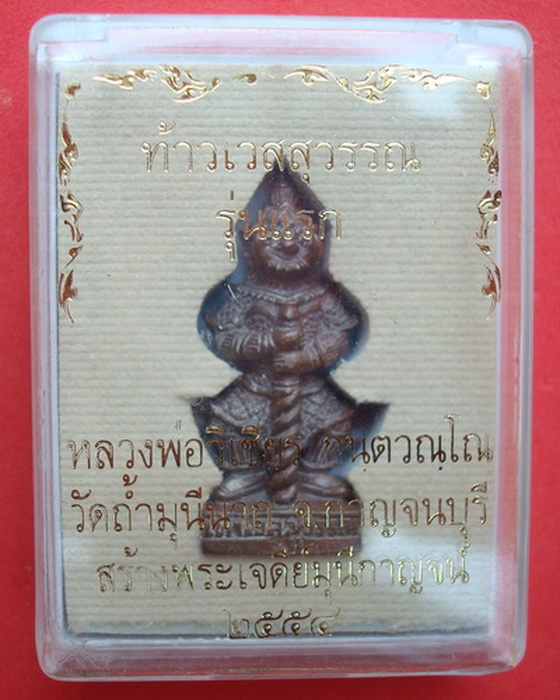 ท้าวเวสสุวรรณ
รุ่นแรก
หลวงพ่อวิเชียร กนฺตวณฺโณ
วัดถ้ำมุนีนาถ จ.กาญจนบุรี
สร้างพระเจดีย์มุนีกาญจน์
๒๕๕๔